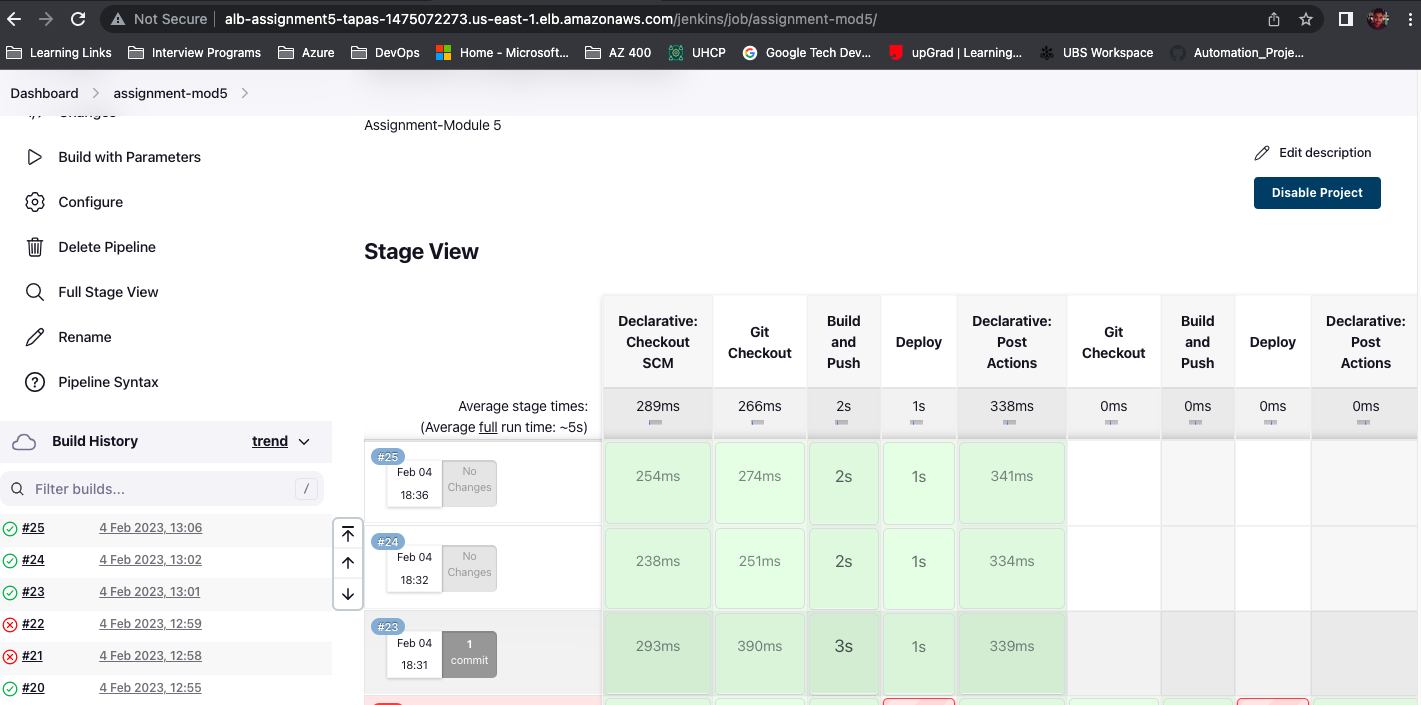 Not Secure | alb-assignment5-tapas-1475072273.us-east-1.elb.amazonaws.com/jenkins/job/assignment-mod5/
Learning Links Interview Programs Azure DevOps Home - Microsoft... AZ 400 UHCP Google Tech Dev... upGrad | Learning... UBS Workspace Automation_Proje...
Dashboard assignment-mod5
Changes
Build with Parameters
Configure
Delete Pipeline
Full Stage View
Rename
Pipeline Syntax
Build History trend
Filter builds... /
#25 4 Feb 2023, 13:06
#24 4 Feb 2023, 13:02
#23 4 Feb 2023, 13:01
#22 4 Feb 2023, 12:59
#21 4 Feb 2023, 12:58
#20 4 Feb 2023, 12:55
Assignment-Module 5
Edit description
Disable Project
Stage View
Declarative: Checkout SCM
Git Checkout
Build and Push
Deploy
Declarative: Post Actions
Git Checkout
Build and Push
Deploy
Declarative: Post Actions
Average stage times:
(Average full run time: ~5s)
289ms 266ms 2s 1s 338ms 0ms 0ms 0ms 0ms
#25
Feb 04
18:36
No
Changes
254ms 274ms 2s 1s 341ms
#24
Feb 04
18:32
No
Changes
238ms 251ms 2s 1s 334ms
#23
Feb 04
18:31
1
commit
293ms 390ms 3s 1s 339ms